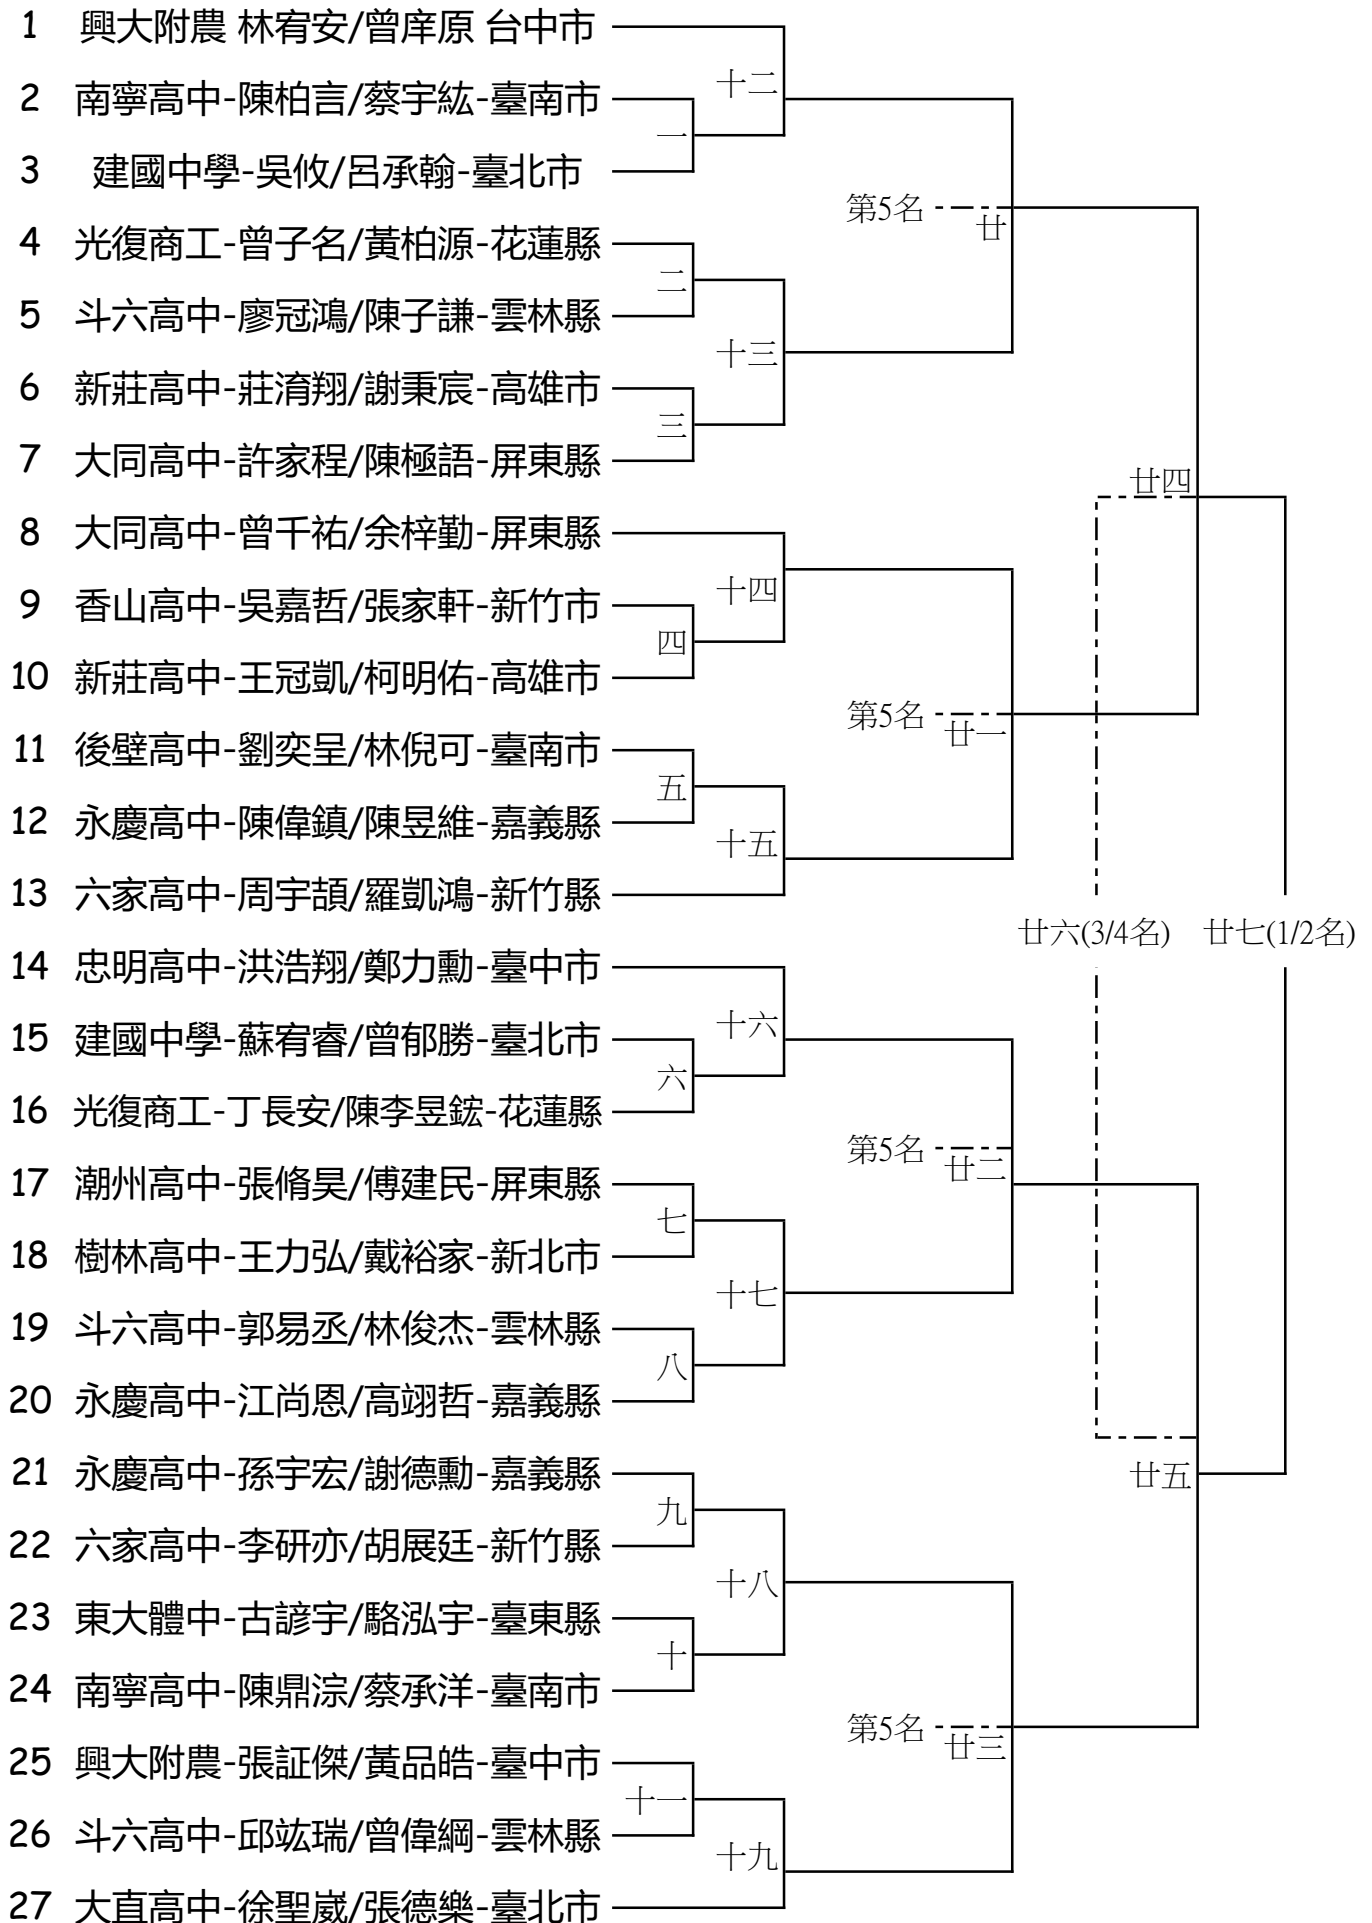 1 興大附農 林宥安/曾庠原 台中市
十二
2 南寧高中-陳柏言/蔡宇紘-臺南市
一
3 建國中學-吳攸/呂承翰-臺北市
第5名
廿
4 光復商工-曾子名/黃柏源-花蓮縣
二
5 斗六高中-廖冠鴻/陳子謙-雲林縣
十三
6 新莊高中-莊淯翔/謝秉宸-高雄市
三
7 大同高中-許家程/陳極語-屏東縣
廿四
8 大同高中-曾千祐/余梓勤-屏東縣
十四
9 香山高中-吳嘉哲/張家軒-新竹市
四
10 新莊高中-王冠凱/柯明佑-高雄市
第5名
廿一
11 後壁高中-劉奕呈/林倪可-臺南市
五
12 永慶高中-陳偉鎮/陳昱維-嘉義縣
十五
13 六家高中-周宇頡/羅凱鴻-新竹縣
廿六(3/4名) 廿七(1/2名)
14 忠明高中-洪浩翔/鄭力勳-臺中市
十六
15 建國中學-蘇宥睿/曾郁勝-臺北市
六
16 光復商工-丁長安/陳李昱鋐-花蓮縣
第5名
廿二
17 潮州高中-張脩昊/傅建民-屏東縣
七
18 樹林高中-王力弘/戴裕家-新北市
十七
19 斗六高中-郭易丞/林俊杰-雲林縣
八
20 永慶高中-江尚恩/高翊哲-嘉義縣
21 永慶高中-孫宇宏/謝德勳-嘉義縣
廿五
九
22 六家高中-李研亦/胡展廷-新竹縣
十八
23 東大體中-古諺宇/駱泓宇-臺東縣
十
24 南寧高中-陳鼎淙/蔡承洋-臺南市
第5名
廿三
25 興大附農-張証傑/黃品皓-臺中市
十一
26 斗六高中-邱竑瑞/曾偉綱-雲林縣
十九
27 大直高中-徐聖崴/張德樂-臺北市